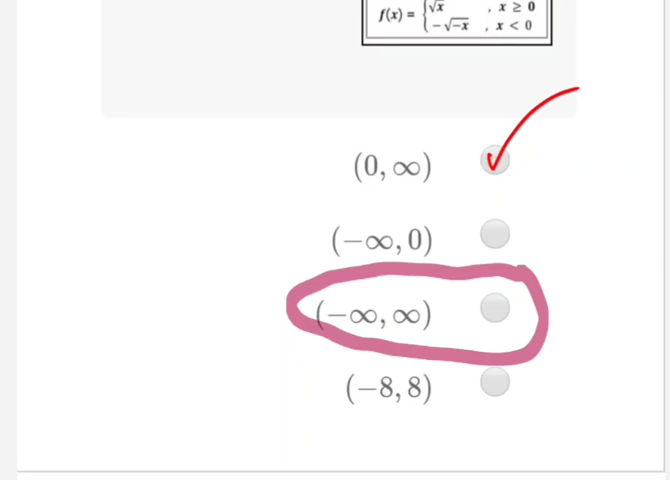 f(x) = { √x , x ≥ 0
−√−x , x < 0
(0, ∞)
(−∞, 0)
(−∞, ∞)
(−8, 8)